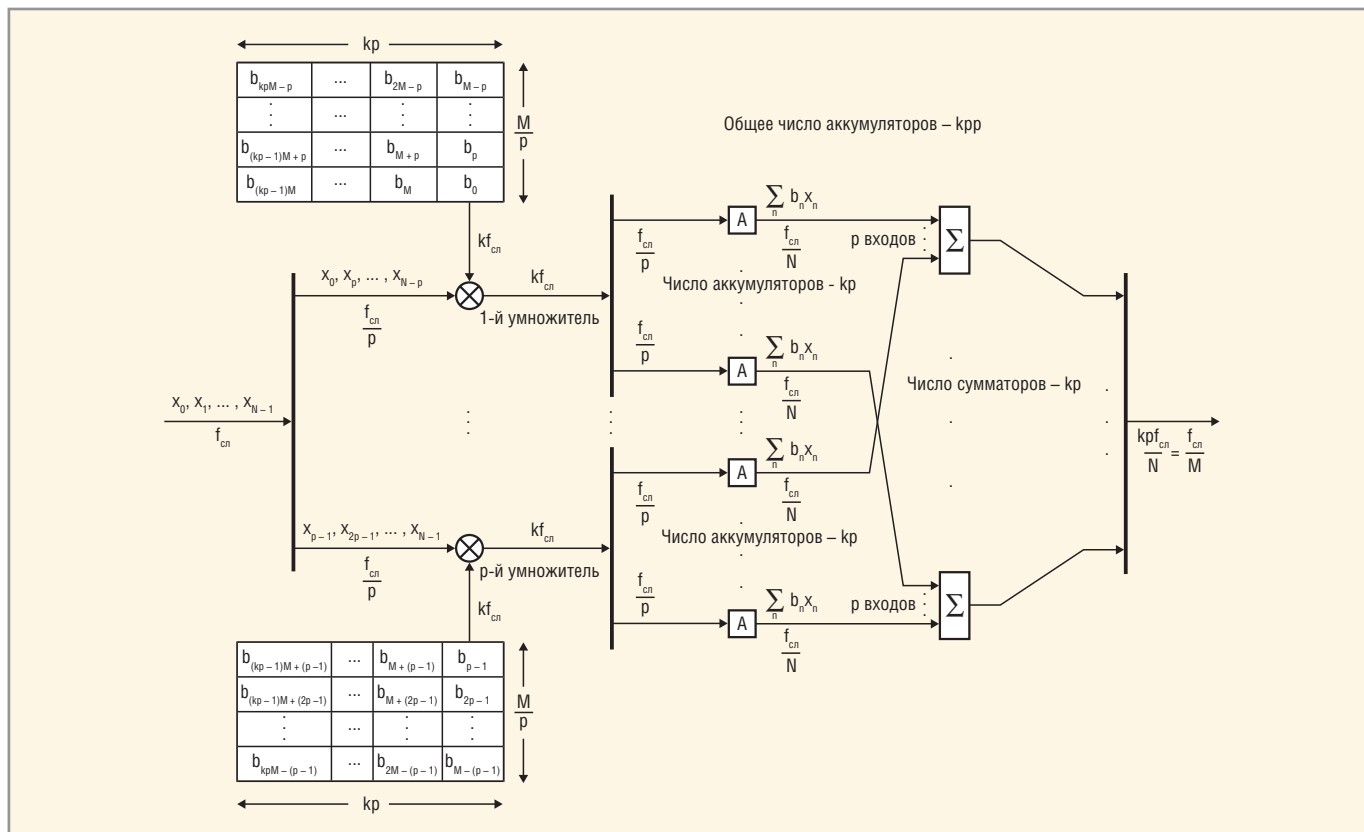 kp
b_{kpM – p} ... b_{2M – p} b_{M – p}
⋮ ... ⋮ ⋮
b_{(kp – 1)M + p} ... b_{M + p} b_p
b_{(kp – 1)M} ... b_M b_0
M/p
Общее число аккумуляторов – kpp
kf_{сл}
x_0, x_p, ... , x_{N – p}
f_{сл}/p
kf_{сл}
1-й умножитель
f_{сл}/p
A
∑_n b_n x_n
f_{сл}/N
p входов
Σ
Число аккумуляторов - kp
f_{сл}/p
A
∑_n b_n x_n
f_{сл}/N
Число сумматоров – kp
x_0, x_1, ... , x_{N – 1}
f_{сл}
kpf_{сл}/N = f_{сл}/M
f_{сл}/p
A
∑_n b_n x_n
f_{сл}/N
x_{p – 1}, x_{2p – 1}, ... , x_{N – 1}
f_{сл}/p
kf_{сл}
p-й умножитель
kf_{сл}
Число аккумуляторов – kp
f_{сл}/p
A
∑_n b_n x_n
f_{сл}/N
p входов
Σ
b_{(kp – 1)M + (p –1)} ... b_{M + (p – 1)} b_{p – 1}
b_{(kp – 1)M + (2p –1)} ... b_{M + (2p – 1)} b_{2p – 1}
⋮ ... ⋮ ⋮
b_{kpM – (p – 1)} ... b_{2M – (p – 1)} b_{M – (p – 1)}
M/p
kp